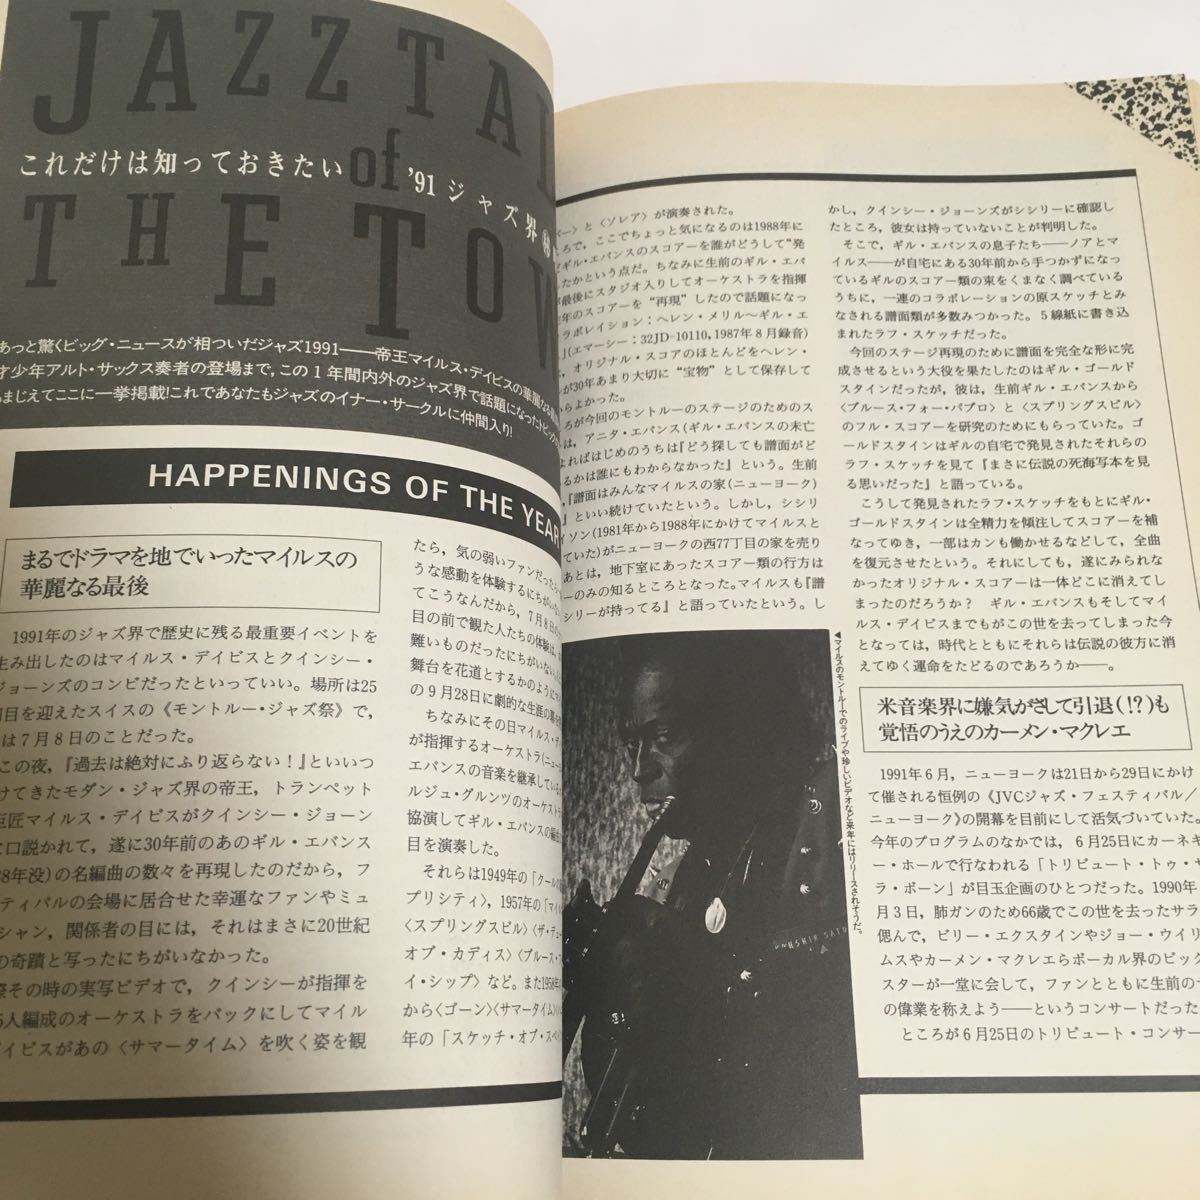 JAZZ TAL
of
THE TOW
これだけは知っておきたい '91 ジャズ界
あっと驚くビッグ・ニュースが相ついだジャズ1991——帝王マイルス・デイビスの華麗なる
才少年アルト・サックス奏者の登場まで,この1年間内外のジャズ界で話題になったトピック
まじえてここに一挙掲載!これであなたもジャズのイナー・サークルに仲間入り!
HAPPENINGS OF THE YEAR
まるでドラマを地でいったマイルスの
華麗なる最後
1991年のジャズ界で歴史に残る最重要イベントを
生み出したのはマイルス・デイビスとクインシー・
ジョーンズのコンビだったといっていい。場所は25
回目を迎えたスイスの《モントルー・ジャズ祭》で,
は7月8日のことだった。
この夜,『過去は絶対にふり返らない!』といいつ
けてきたモダン・ジャズ界の帝王,トランペット
巨匠マイルス・デイビスがクインシー・ジョーン
に口説かれて,遂に30年前のあのギル・エバンス
88年没)の名編曲の数々を再現したのだから,フ
ティバルの会場に居合せた幸運なファンやミュ
シャン,関係者の目には,それはまさに20世紀
の奇蹟と写ったにちがいなかった。
際その時の実写ビデオで,クインシーが指揮を
5人編成のオーケストラをバックにしてマイル
デイビスがあの〈サマータイム〉を吹く姿を観
たら,気の弱いファンだったら
うな感動を体験するにちがいな
てこうなんだから,7月8日の
目の前で観た人たちの体験は,
難いものだったにちがいない
舞台を花道とするかのようにマ
の9月28日に劇的な生涯の幕を
ちなみにその日マイルス・デ
が指揮するオーケストラ(ニュー
エバンスの音楽を継承している
ルジュ・グルンツのオーケストラ
協演してギル・エバンスの編曲
目を演奏した。
それらは1949年の「クールの
プリシティ〉,1957年の「マイル
〈スプリングスビル〉〈ザ・デュー
オブ・カディス〉〈ブルース・フ
イ・シップ〉など。また1958年
から〈ゴーン〉〈サマータイム〉
年の「スケッチ・オブ・スペイ
バー〉と〈ソレア〉が演奏された。
ろで,ここでちょっと気になるのは1988年に
ギル・エバンスのスコアーを誰がどうして“発
たかという点だ。ちなみに生前のギル・エバ
最後にスタジオ入りしてオーケストラを指揮
年のスコアーを“再現”したので話題になっ
ラボレイション:ヘレン・メリル〜ギル・エ
」(エマーシー:32JD-10110,1987年8月録音)
,オリジナル・スコアのほとんどをヘレン・
が30年あまり大切に“宝物”として保存して
からよかった。
ろが今回のモントルーのステージのためのス
は,アニタ・エバンス(ギル・エバンスの未亡
よればはじめのうちは『どう探しても譜面がど
るかは誰にもわからなかった』という。生前
,『譜面はみんなマイルスの家(ニューヨーク)
』といい続けていたという。しかし,シシリ
イソン(1981年から1988年にかけてマイルスと
ていた)がニューヨークの西77丁目の家を売り
あとは,地下室にあったスコアー類の行方は
ーのみの知るところとなった。マイルスも『譜
シリーが持ってる』と語っていたという。し
◀マイルスのモントルーでのライブや珍しいビデオなど来年にはリリースされそうだ。
かし,クインシー・ジョーンズがシシリーに確認し
たところ,彼女は持っていないことが判明した。
そこで,ギル・エバンスの息子たち——ノアとマ
イルス——が自宅にある30年前から手つかずになっ
ているギルのスコアー類の束をくまなく調べている
うちに,一連のコラボレーションの原スケッチとみ
なされる譜面類が多数みつかった。5線紙に書き込
まれたラフ・スケッチだった。
今回のステージ再現のために譜面を完全な形に完
成させるという大役を果たしたのはギル・ゴールド
スタインだったが,彼は,生前ギル・エバンスから
〈ブルース・フォー・パブロ〉と〈スプリングスビル〉
のフル・スコアーを研究のためにもらっていた。ゴ
ールドスタインはギルの自宅で発見されたそれらの
ラフ・スケッチを見て『まさに伝説の死海写本を見
る思いだった』と語っている。
こうして発見されたラフ・スケッチをもとにギル・
ゴールドスタインは全精力を傾注してスコアーを補
なってゆき,一部はカンも働かせるなどして,全曲
を復元させたという。それにしても,遂にみられな
かったオリジナル・スコアーは一体どこに消えてし
まったのだろうか? ギル・エバンスもそしてマイ
ルス・デイビスまでもがこの世を去ってしまった今
となっては,時代とともにそれらは伝説の彼方に消
えてゆく運命をたどるのであろうか——。
米音楽界に嫌気がさして引退(!?)も
覚悟のうえのカーメン・マクレエ
1991年6月,ニューヨークは21日から29日にかけ
て催される恒例の《JVCジャズ・フェスティバル/
ニューヨーク》の開幕を目前にして活気づいていた。
今年のプログラムのなかでは,6月25日にカーネギ
ー・ホールで行なわれる「トリビュート・トゥ・サ
ラ・ボーン」が目玉企画のひとつだった。1990年
月3日,肺ガンのため66歳でこの世を去ったサラ
偲んで,ビリー・エクスタインやジョー・ウイリ
ムスやカーメン・マクレエらボーカル界のビッグ
スターが一堂に会して,ファンとともに生前のサ
の偉業を称えよう——というコンサートだった
ところが6月25日のトリビュート・コンサー